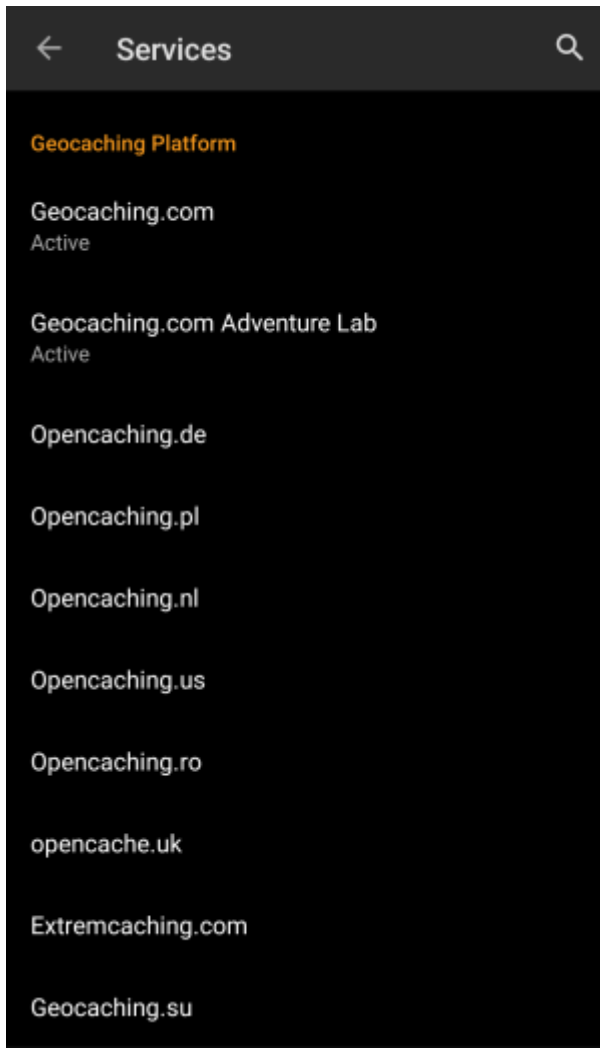 Services
Geocaching Platform
Geocaching.com
Active
Geocaching.com Adventure Lab
Active
Opencaching.de
Opencaching.pl
Opencaching.nl
Opencaching.us
Opencaching.ro
opencache.uk
Extremcaching.com
Geocaching.su